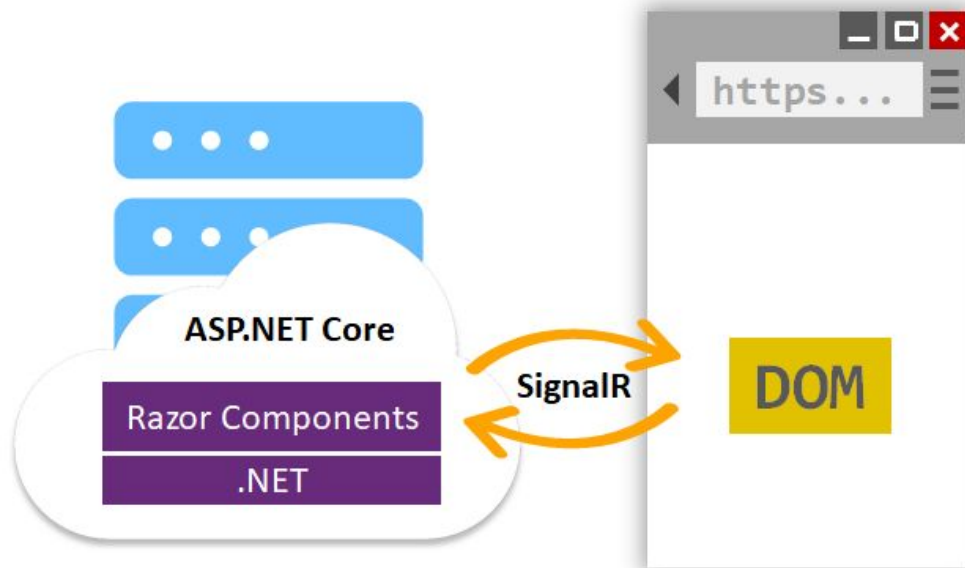 https...
ASP.NET Core
SignalR
Razor Components
.NET
DOM